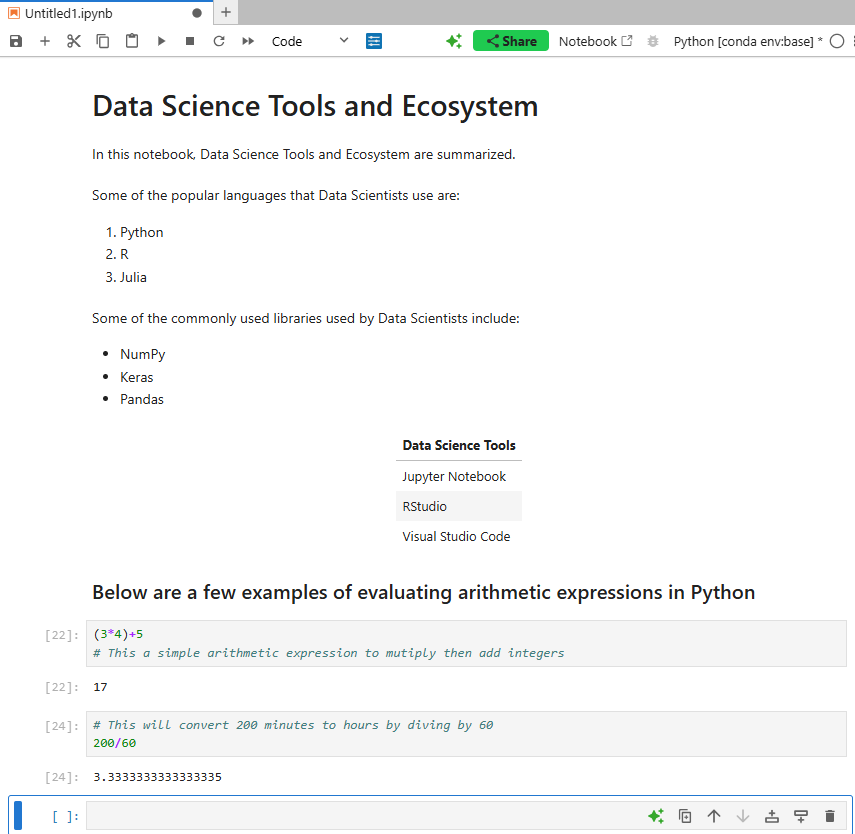 Untitled1.ipynb
Code
Share
Notebook
Python [conda env:base] *
Data Science Tools and Ecosystem
In this notebook, Data Science Tools and Ecosystem are summarized.
Some of the popular languages that Data Scientists use are:
1. Python
2. R
3. Julia
Some of the commonly used libraries used by Data Scientists include:
• NumPy
• Keras
• Pandas
Data Science Tools
Jupyter Notebook
RStudio
Visual Studio Code
Below are a few examples of evaluating arithmetic expressions in Python
[22]: (3*4)+5
# This a simple arithmetic expression to mutiply then add integers
[22]: 17
[24]: # This will convert 200 minutes to hours by diving by 60
200/60
[24]: 3.3333333333333335
[ ]: